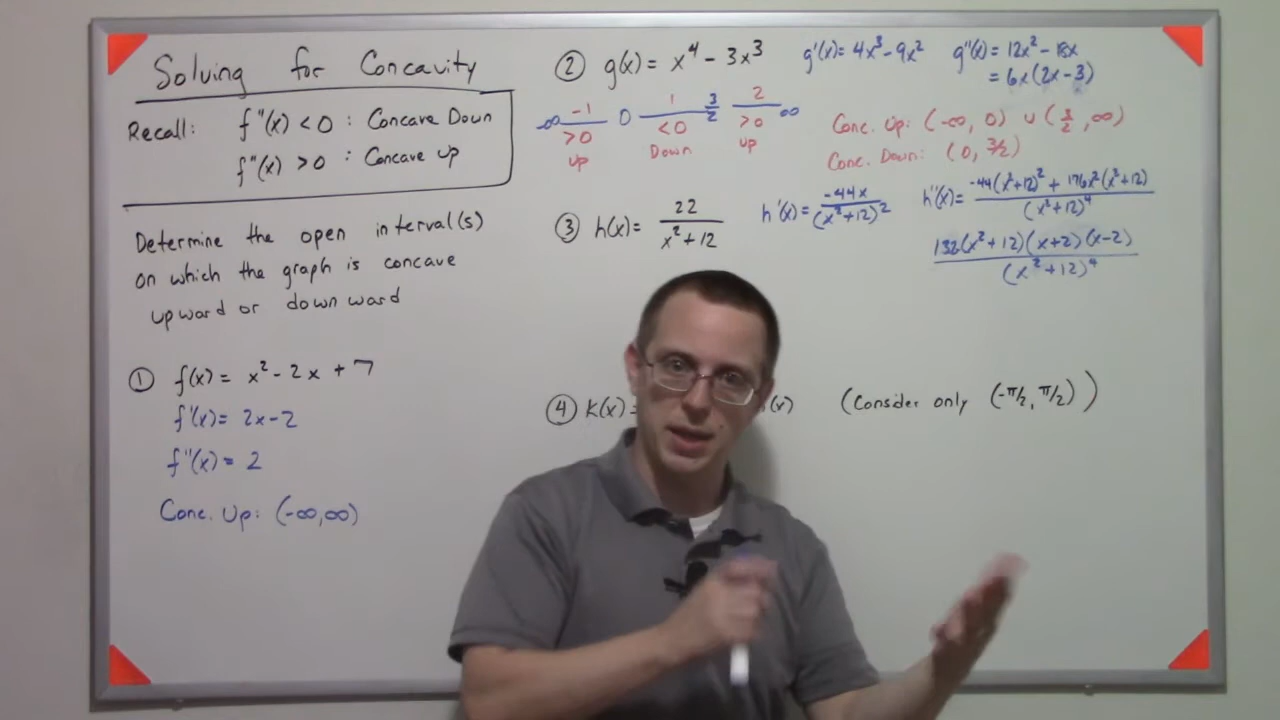 Solving for Concavity
Recall: f''(x) < 0 : Concave Down
f''(x) > 0 : Concave up
Determine the open interval(s)
on which the graph is concave
upward or down ward
① f(x) = x² - 2x + 7
f'(x) = 2x - 2
f''(x) = 2
Conc. Up: (-∞,∞)
② g(x) = x⁴ - 3x³
g'(x) = 4x³ - 9x²
g''(x) = 12x² - 18x
= 6x(2x - 3)
-∞ -1 0 1 3/2 2 ∞
>0 <0 >0
Up Down Up
Conc. Up: (-∞, 0) ∪ (3/2, ∞)
Conc. Down: (0, 3/2)
③ h(x) = 22/(x² + 12)
h'(x) = -44x/(x²+12)²
h''(x) = (-44(x²+12)² + 176x²(x²+12))/(x²+12)⁴
132(x²+12)(x+2)(x-2)/(x²+12)⁴
④ K(x) = (x) (Consider only (-π/2, π/2))